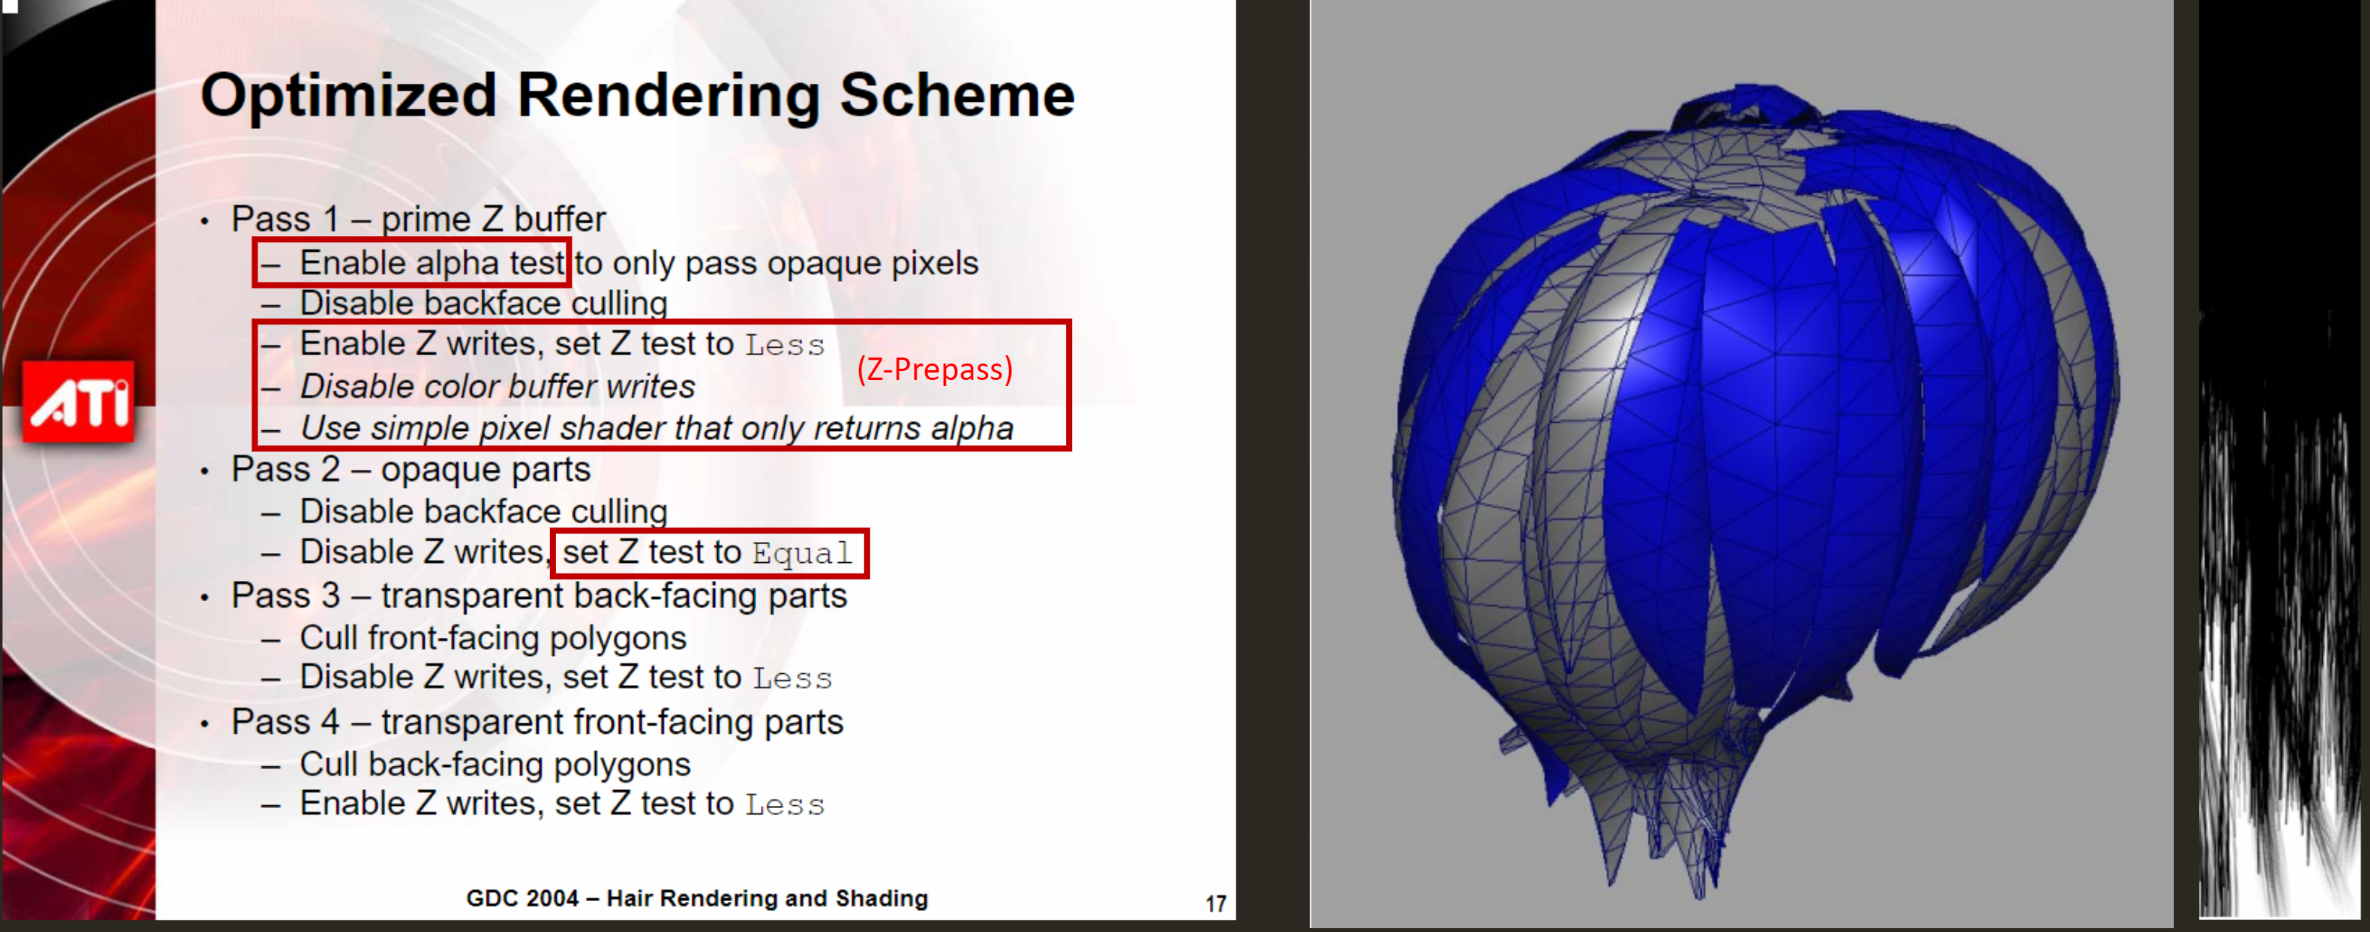 Optimized Rendering Scheme
• Pass 1 – prime Z buffer
– Enable alpha test to only pass opaque pixels
– Disable backface culling
– Enable Z writes, set Z test to Less
(Z-Prepass)
– Disable color buffer writes
– Use simple pixel shader that only returns alpha
• Pass 2 – opaque parts
– Disable backface culling
– Disable Z writes, set Z test to Equal
• Pass 3 – transparent back-facing parts
– Cull front-facing polygons
– Disable Z writes, set Z test to Less
• Pass 4 – transparent front-facing parts
– Cull back-facing polygons
– Enable Z writes, set Z test to Less
ATI
GDC 2004 – Hair Rendering and Shading
17